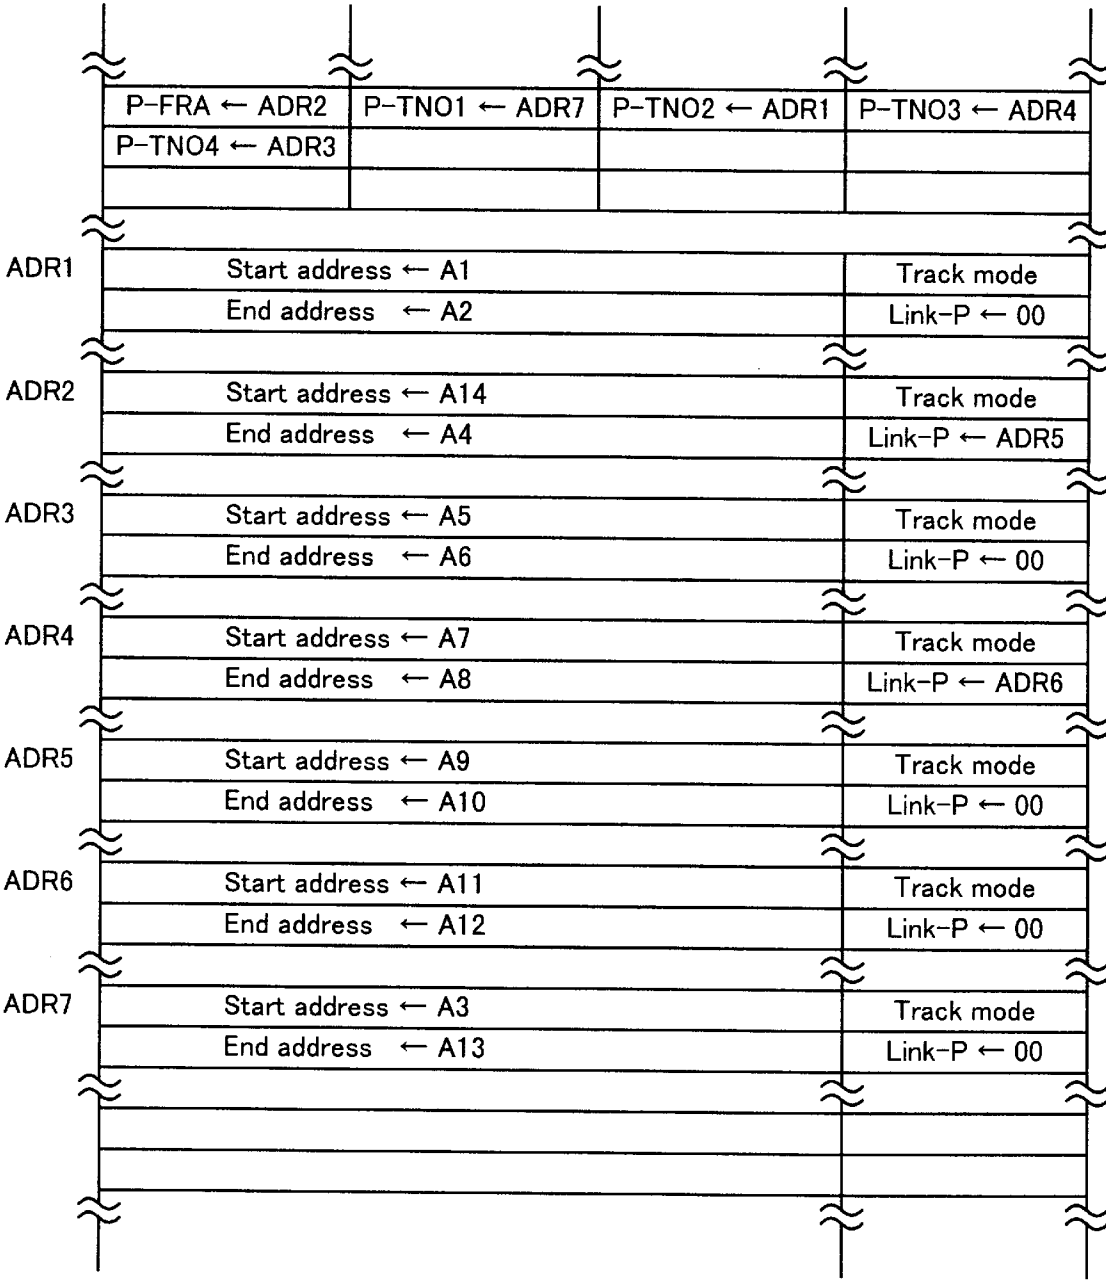 P-FRA ← ADR2 P-TNO1 ← ADR7 P-TNO2 ← ADR1 P-TNO3 ← ADR4
P-TNO4 ← ADR3
ADR1 Start address ← A1 Track mode
End address ← A2 Link-P ← 00
ADR2 Start address ← A14 Track mode
End address ← A4 Link-P ← ADR5
ADR3 Start address ← A5 Track mode
End address ← A6 Link-P ← 00
ADR4 Start address ← A7 Track mode
End address ← A8 Link-P ← ADR6
ADR5 Start address ← A9 Track mode
End address ← A10 Link-P ← 00
ADR6 Start address ← A11 Track mode
End address ← A12 Link-P ← 00
ADR7 Start address ← A3 Track mode
End address ← A13 Link-P ← 00